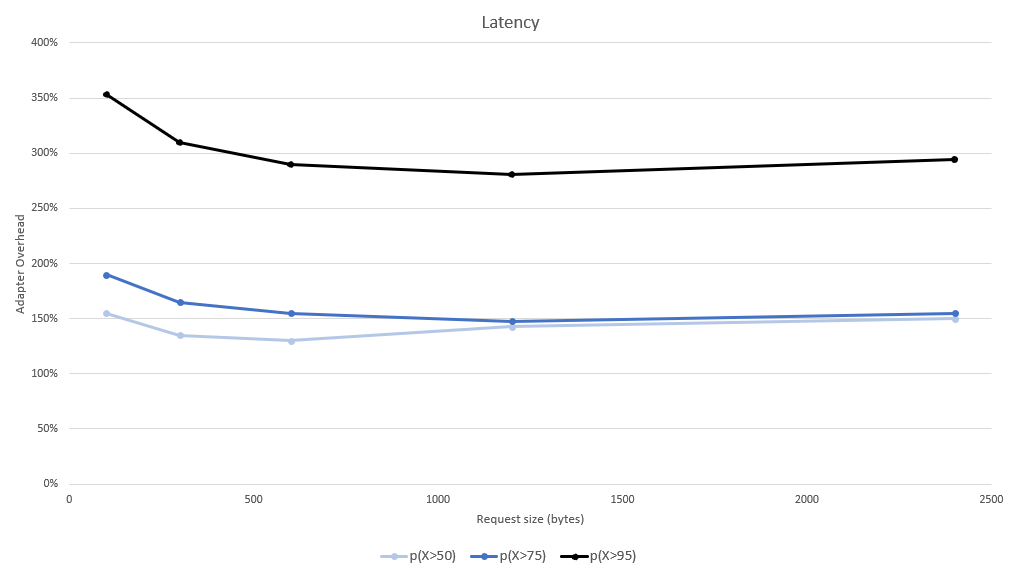 Latency
400%
350%
300%
250%
200%
150%
100%
50%
0%
Adapter Overhead
0 500 1000 1500 2000 2500
Request size (bytes)
p(X>50) p(X>75) p(X>95)